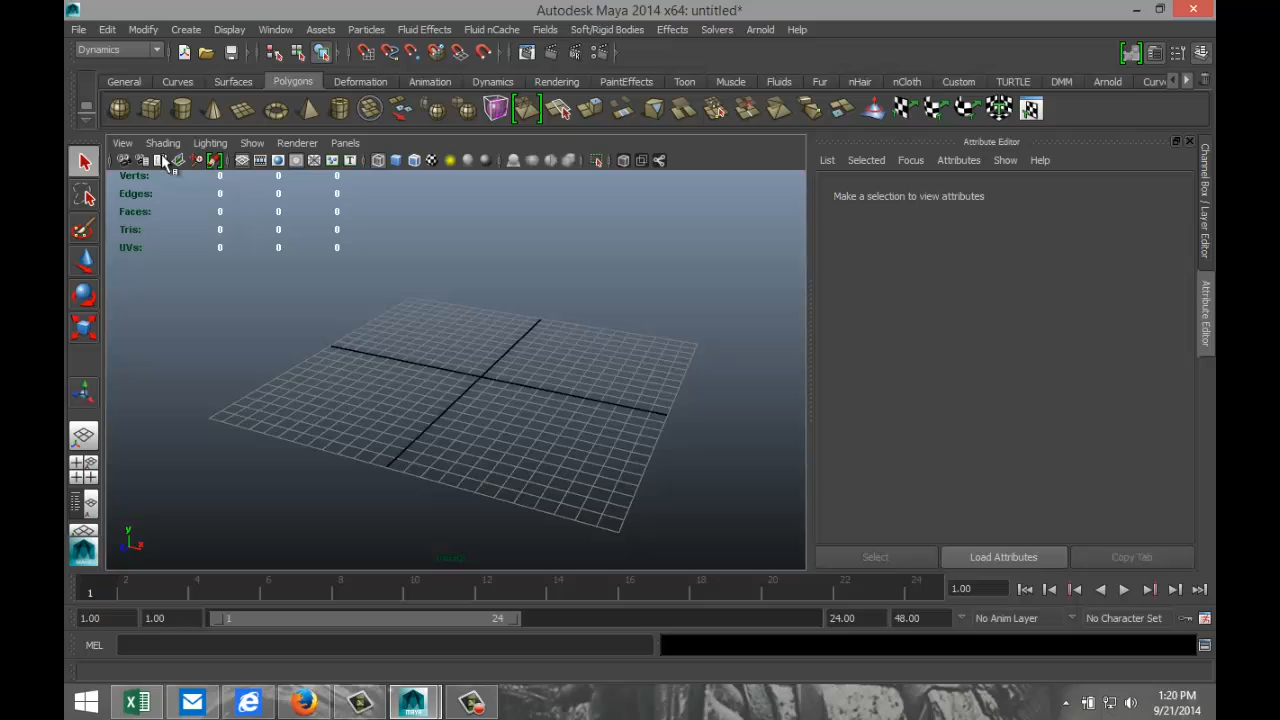 Autodesk Maya 2014 x64: untitled*
File Edit Modify Create Display Window Assets Particles Fluid Effects Fluid nCache Fields Soft/Rigid Bodies Effects Solvers Arnold Help
Dynamics
General Curves Surfaces Polygons Deformation Animation Dynamics Rendering PaintEffects Toon Muscle Fluids Fur nHair nCloth Custom TURTLE DMM Arnold Curv
View Shading Lighting Show Renderer Panels
Attribute Editor
List Selected Focus Attributes Show Help
Make a selection to view attributes
Verts: 0 0 0
Edges: 0 0 0
Faces: 0 0 0
Tris: 0 0 0
UVs: 0 0 0
Channel Box / Layer Editor
Attribute Editor
y
x
z
Select Load Attributes Copy Tab
2 4 6 8 10 12 14 16 18 20 22 24
1
1.00
1.00 1.00 1 24 24.00 48.00 No Anim Layer No Character Set
MEL
MAYA
1:20 PM
9/21/2014